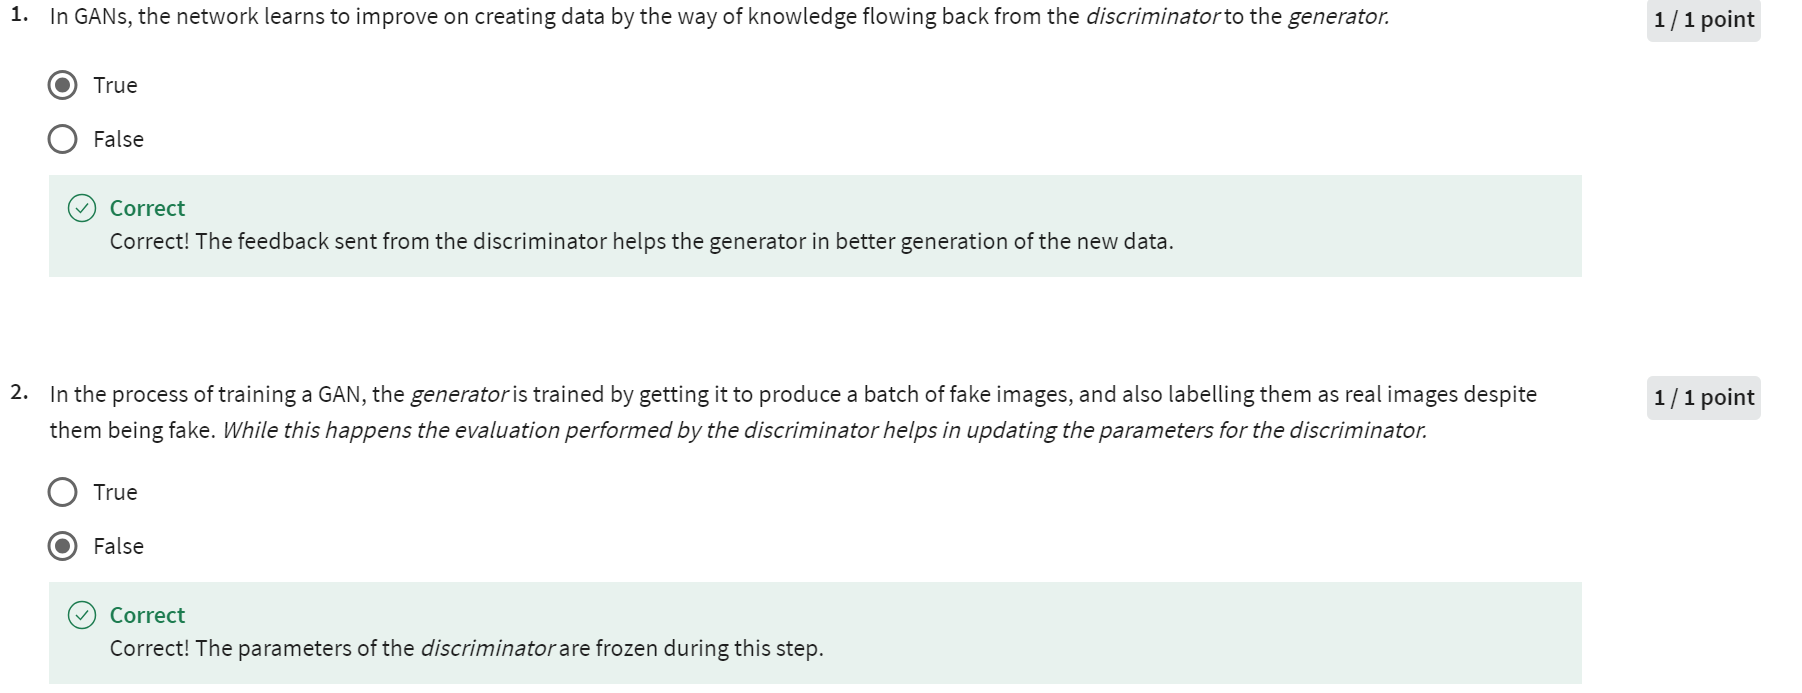 1. In GANs, the network learns to improve on creating data by the way of knowledge flowing back from the discriminator to the generator.
1 / 1 point
True
False
Correct
Correct! The feedback sent from the discriminator helps the generator in better generation of the new data.
2. In the process of training a GAN, the generator is trained by getting it to produce a batch of fake images, and also labelling them as real images despite
them being fake. While this happens the evaluation performed by the discriminator helps in updating the parameters for the discriminator.
1 / 1 point
True
False
Correct
Correct! The parameters of the discriminator are frozen during this step.